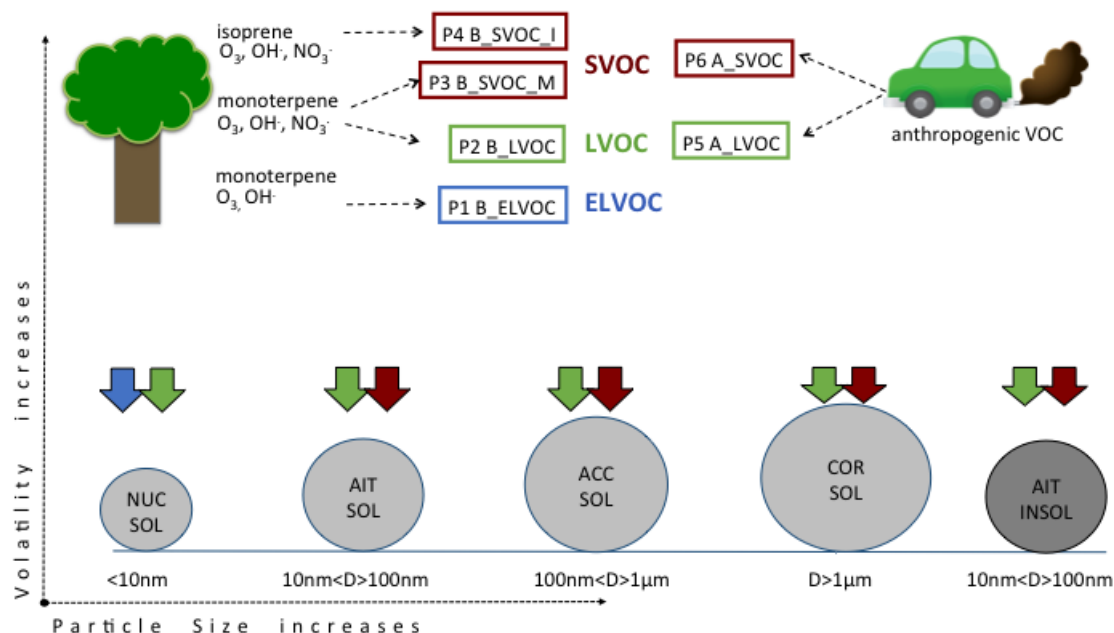 isoprene
O3, OH·, NO3·
monoterpene
O3, OH·, NO3·
monoterpene
O3, OH·
P4 B_SVOC_I
P3 B_SVOC_M
SVOC
P6 A_SVOC
P2 B_LVOC
LVOC
P5 A_LVOC
P1 B_ELVOC
ELVOC
anthropogenic VOC
Volatility increases
NUC
SOL
AIT
SOL
ACC
SOL
COR
SOL
AIT
INSOL
<10nm
10nm<D>100nm
100nm<D>1μm
D>1μm
10nm<D>100nm
Particle Size increases